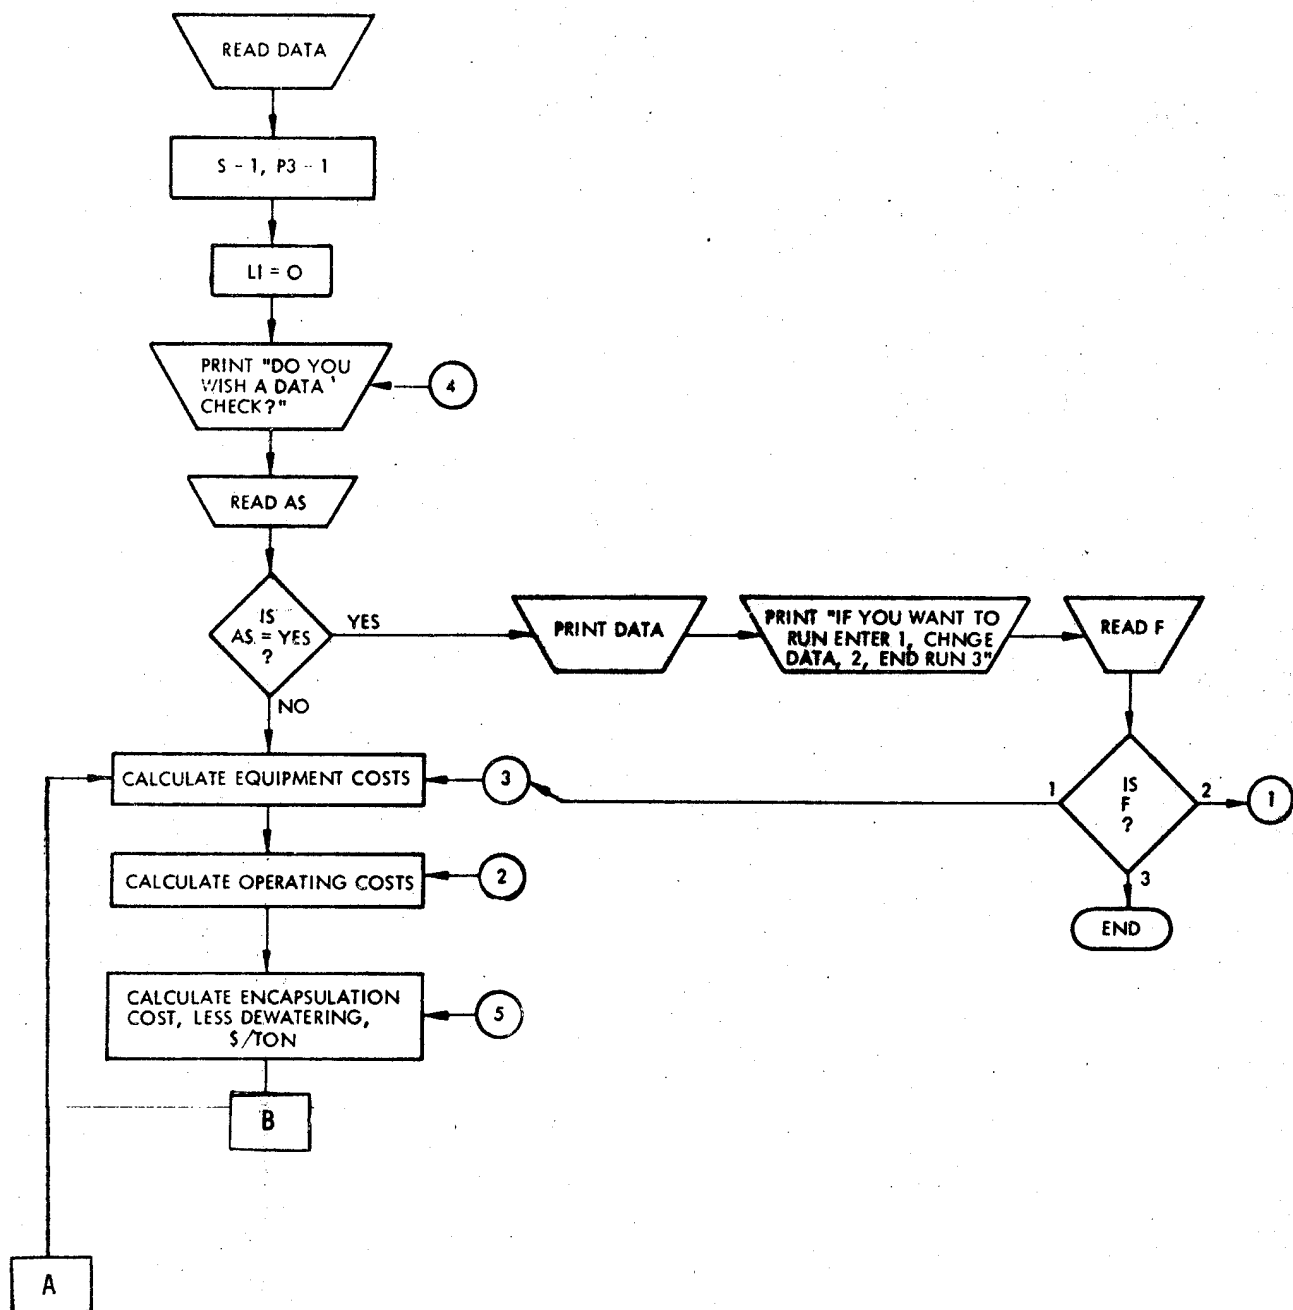 READ DATA
S - 1, P3 - 1
LI = O
PRINT "DO YOU
WISH A DATA '
CHECK?"
4
READ AS
IS
AS. = YES
?
YES
NO
PRINT DATA
PRINT "IF YOU WANT TO
RUN ENTER 1, CHNGE
DATA, 2, END RUN 3"
READ F
IS
F
?
1
2
1
3
END
CALCULATE EQUIPMENT COSTS
3
CALCULATE OPERATING COSTS
2
CALCULATE ENCAPSULATION
COST, LESS DEWATERING,
$/TON
5
B
A